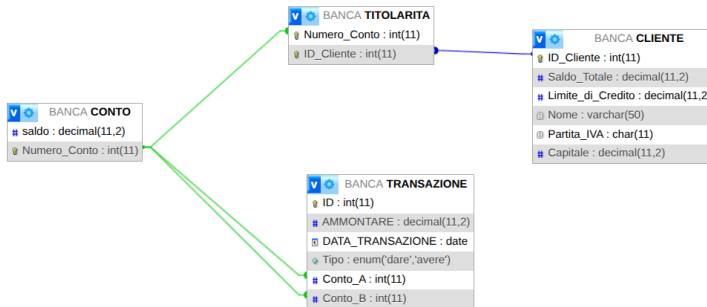 BANCA TITOLARITA
Numero_Conto : int(11)
ID_Cliente : int(11)
BANCA CLIENTE
ID_Cliente : int(11)
Saldo_Totale : decimal(11,2)
Limite_di_Credito : decimal(11,2
Nome : varchar(50)
Partita_IVA : char(11)
Capitale : decimal(11,2)
BANCA CONTO
saldo : decimal(11,2)
Numero_Conto : int(11)
BANCA TRANSAZIONE
ID : int(11)
AMMONTARE : decimal(11,2)
DATA_TRANSAZIONE : date
Tipo : enum('dare','avere')
Conto_A : int(11)
Conto_B : int(11)